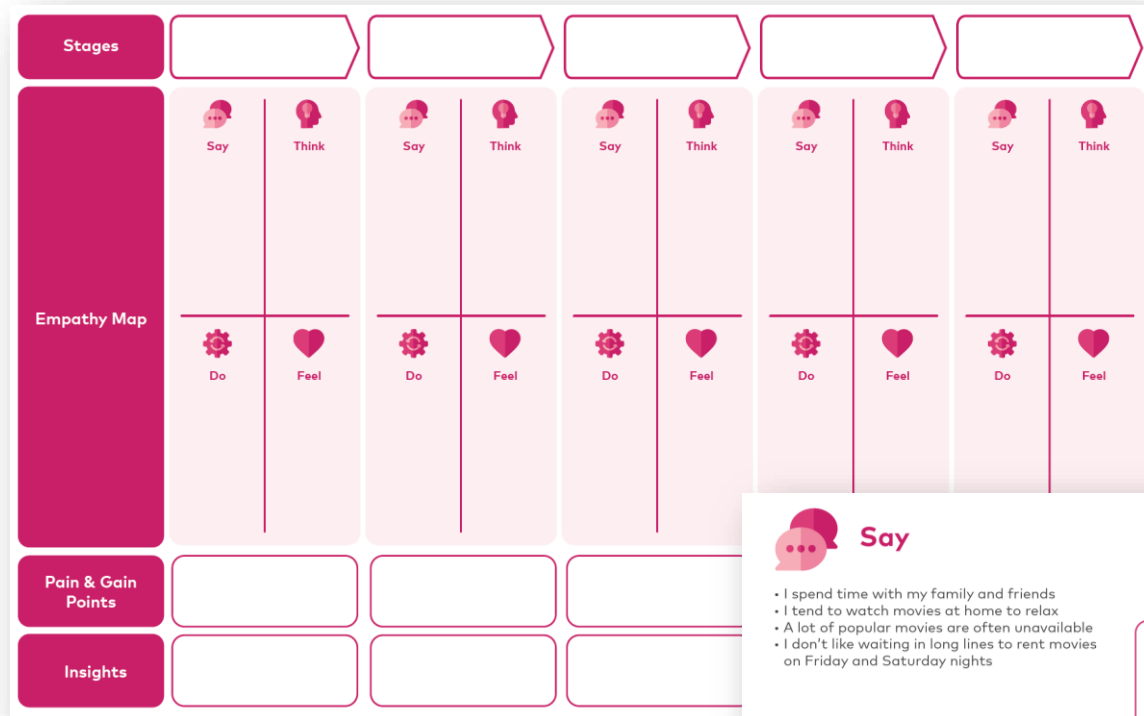 Stages
Say
Think
Say
Think
Say
Think
Say
Think
Say
Think
Empathy Map
Do
Feel
Do
Feel
Do
Feel
Do
Feel
Do
Feel
Pain & Gain
Points
Insights
Say
• I spend time with my family and friends
• I tend to watch movies at home to relax
• A lot of popular movies are often unavailable
• I don't like waiting in long lines to rent movies
on Friday and Saturday nights